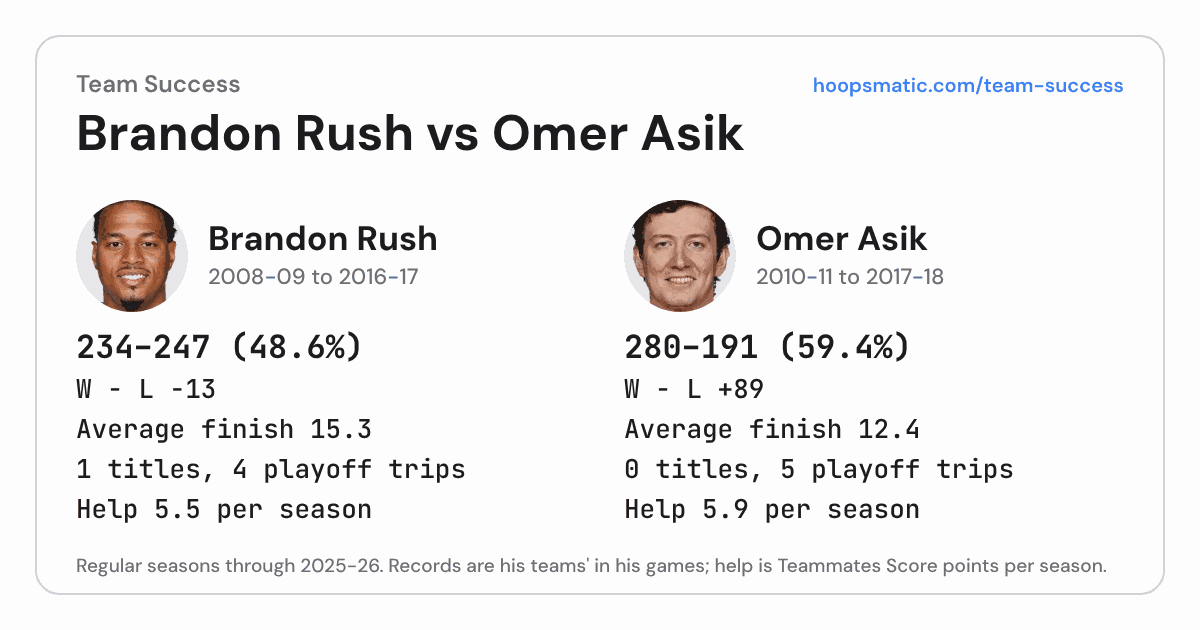 Team Success
hoopsmatic.com/team-success
Brandon Rush vs Omer Asik
Brandon Rush
2008-09 to 2016-17
234-247 (48.6%)
W - L -13
Average finish 15.3
1 titles, 4 playoff trips
Help 5.5 per season
Omer Asik
2010-11 to 2017-18
280-191 (59.4%)
W - L +89
Average finish 12.4
0 titles, 5 playoff trips
Help 5.9 per season
Regular seasons through 2025-26. Records are his teams' in his games; help is Teammates Score points per season.